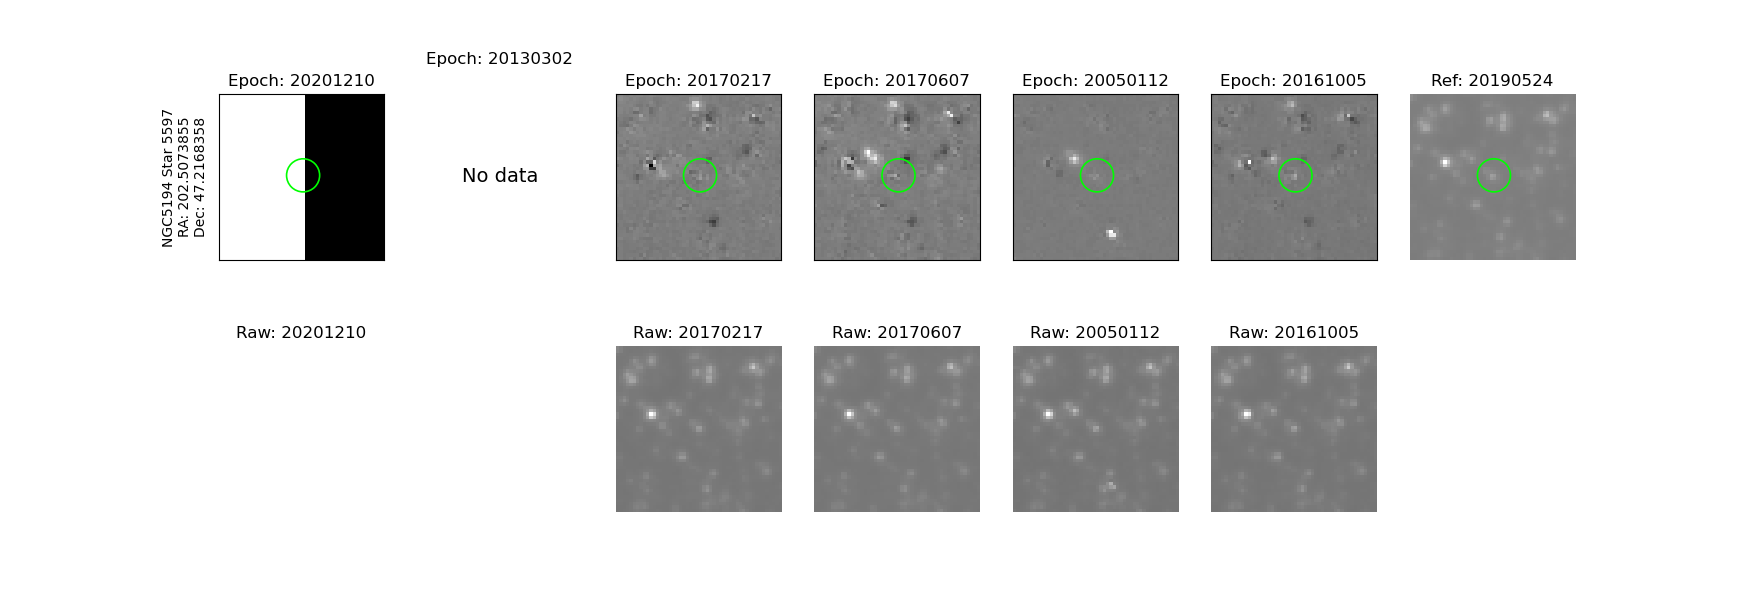 Epoch: 20130302
Epoch: 20201210
Epoch: 20170217
Epoch: 20170607
Epoch: 20050112
Epoch: 20161005
Ref: 20190524
NGC5194 Star 5597
RA: 202.5073855
Dec: 47.2168358
No data
Raw: 20201210
Raw: 20170217
Raw: 20170607
Raw: 20050112
Raw: 20161005